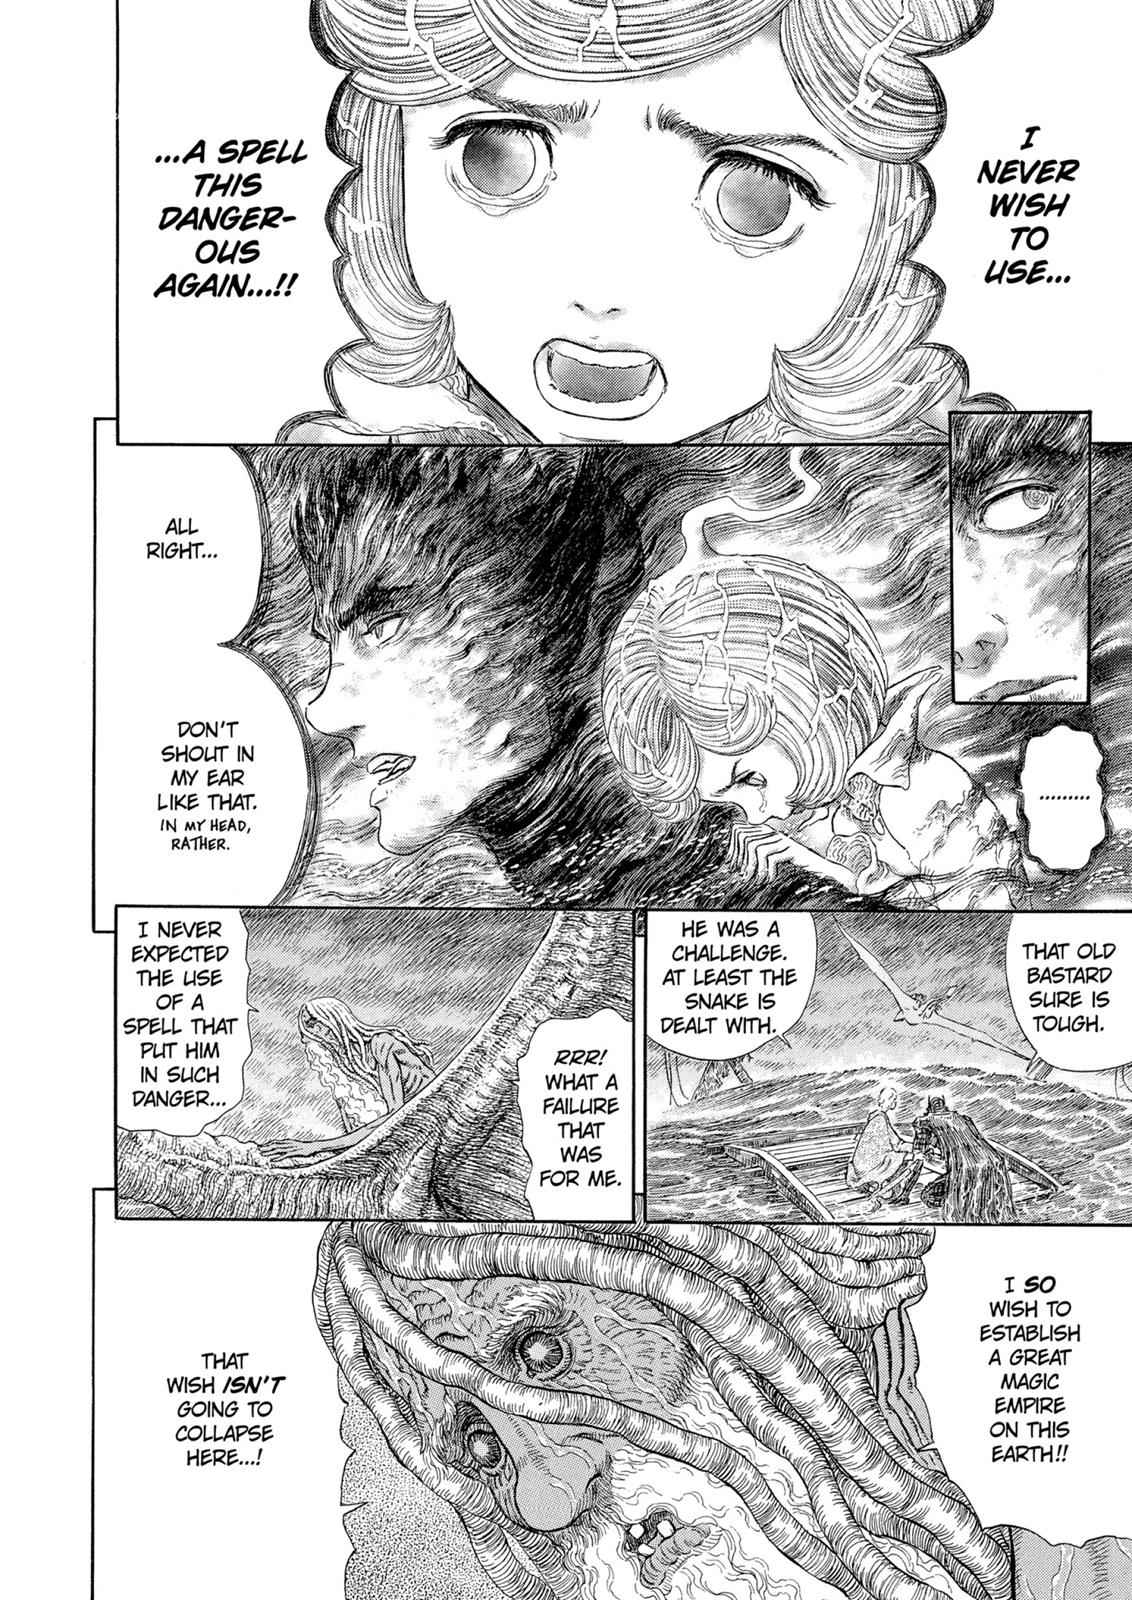 I
NEVER
WISH
TO
USE...
...A SPELL
THIS
DANGER-
OUS
AGAIN...!!
.........
ALL
RIGHT...
DON'T
SHOUT IN
MY EAR
LIKE THAT.
IN MY HEAD,
RATHER.
THAT OLD
BASTARD
SURE IS
TOUGH.
HE WAS A
CHALLENGE.
AT LEAST THE
SNAKE IS
DEALT WITH.
RRR!
WHAT A
FAILURE
THAT
WAS
FOR ME.
I NEVER
EXPECTED
THE USE
OF A
SPELL THAT
PUT HIM
IN SUCH
DANGER...
I SO
WISH TO
ESTABLISH
A GREAT
MAGIC
EMPIRE
ON THIS
EARTH!!
THAT
WISH ISN'T
GOING TO
COLLAPSE
HERE...!